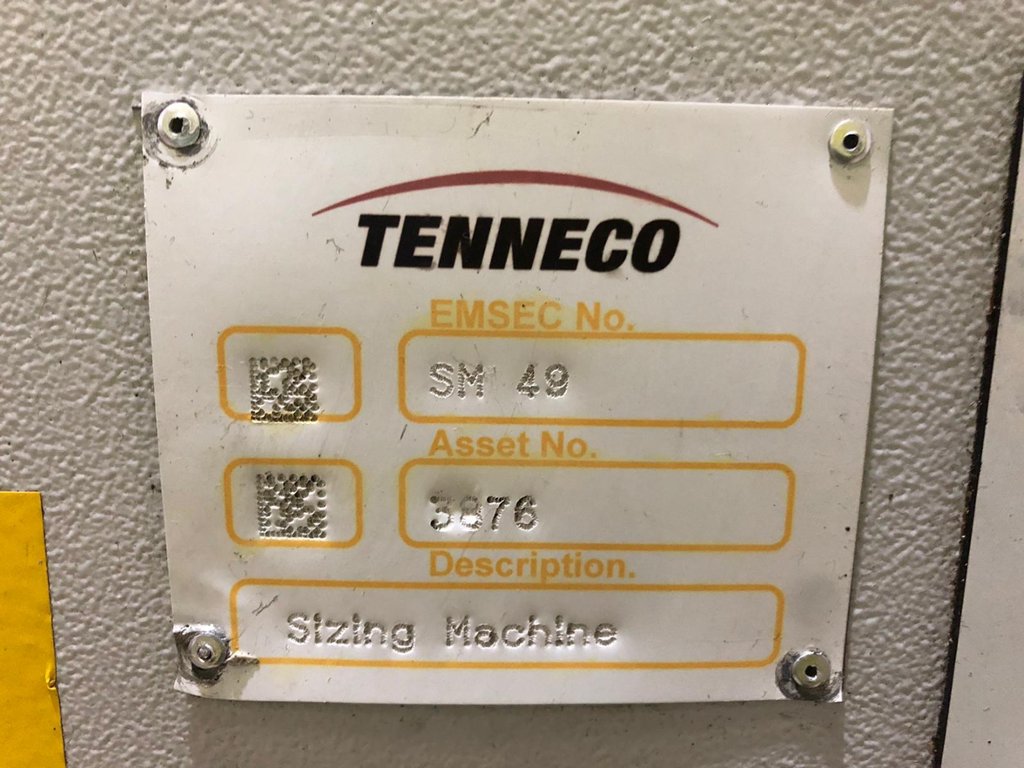 TENNECO
EMSEC No.
SM 49
Asset No.
3876
Description.
Sizing Machine